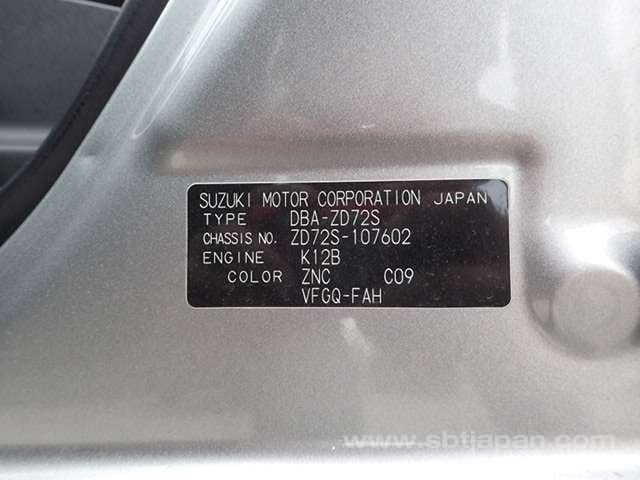 SUZUKI MOTOR CORPORATION JAPAN
TYPE DBA-ZD72S
CHASSIS NO. ZD72S-107602
ENGINE K12B
COLOR ZNC C09
VFGQ-FAH
www.sbtjapan.com